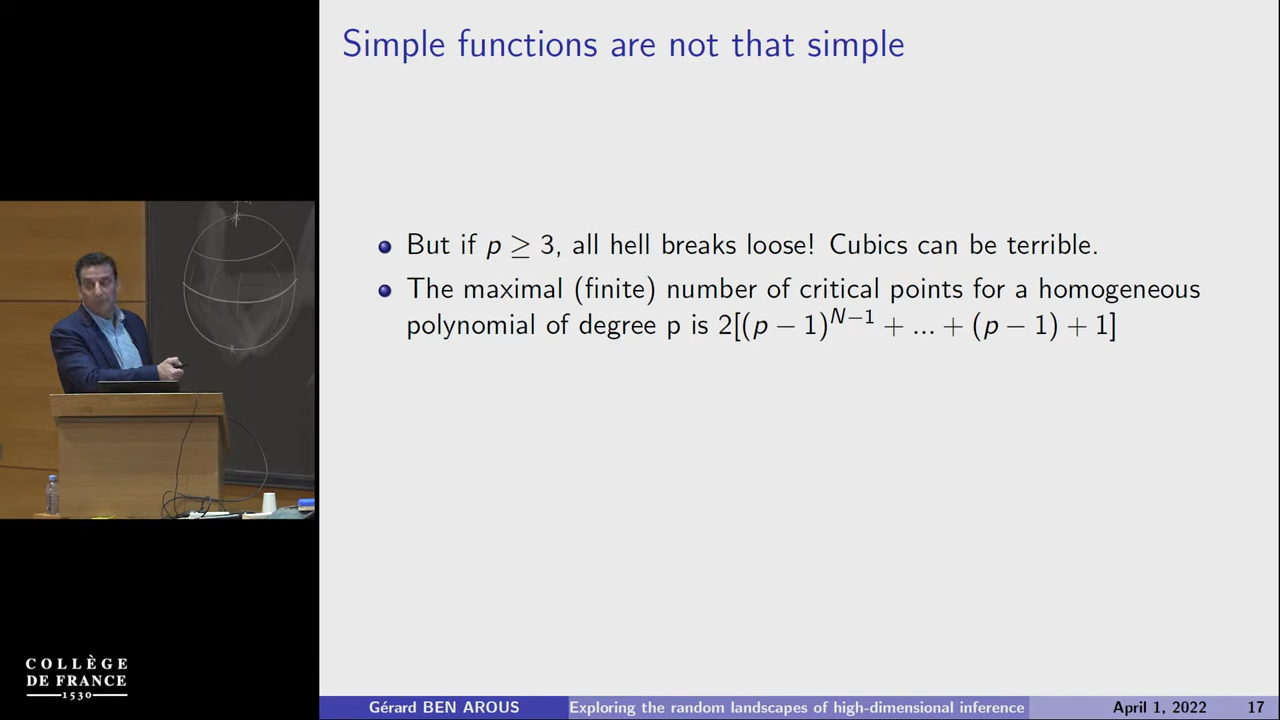 Simple functions are not that simple
But if p ≥ 3, all hell breaks loose! Cubics can be terrible.
The maximal (finite) number of critical points for a homogeneous
polynomial of degree p is 2[(p − 1)^{N−1} + ... + (p − 1) + 1]
COLLÈGE
DE FRANCE
1530
Gérard BEN AROUS Exploring the random landscapes of high-dimensional inference April 1, 2022 17